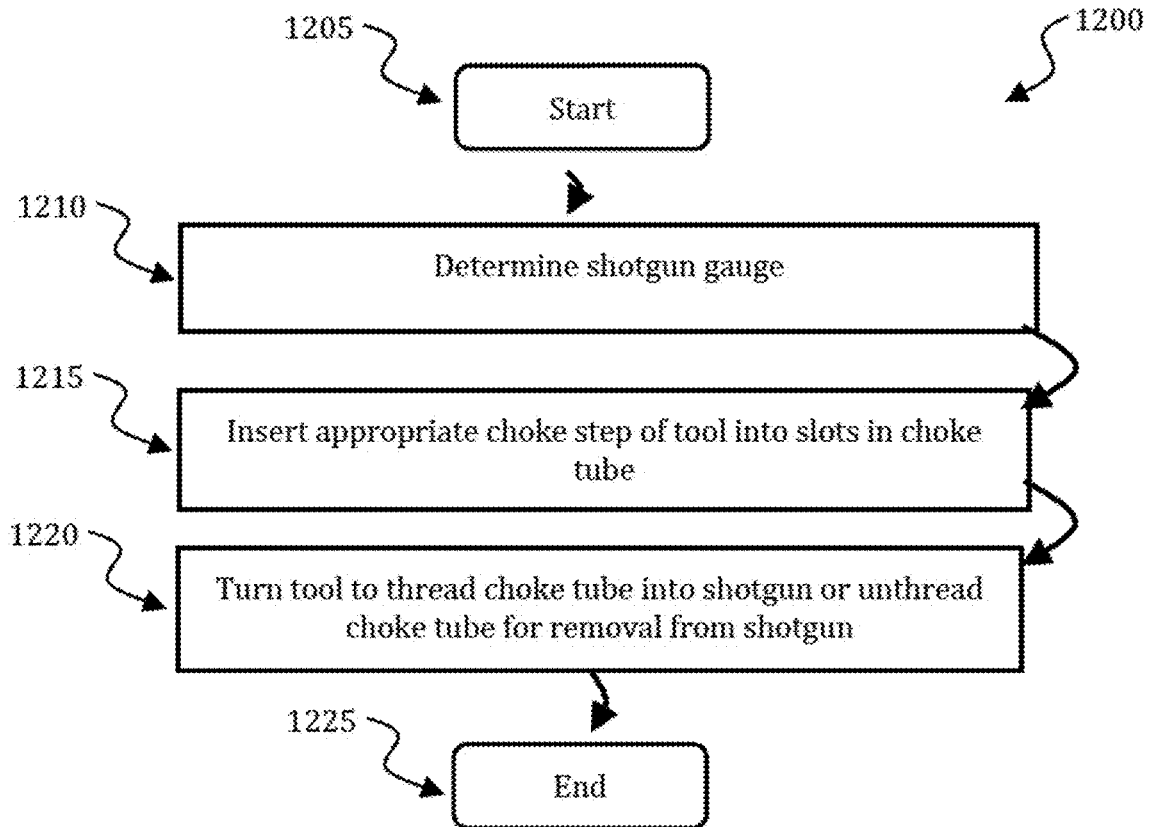 1205
1200
Start
1210
Determine shotgun gauge
1215
Insert appropriate choke step of tool into slots in choke
tube
1220
Turn tool to thread choke tube into shotgun or unthread
choke tube for removal from shotgun
1225
End